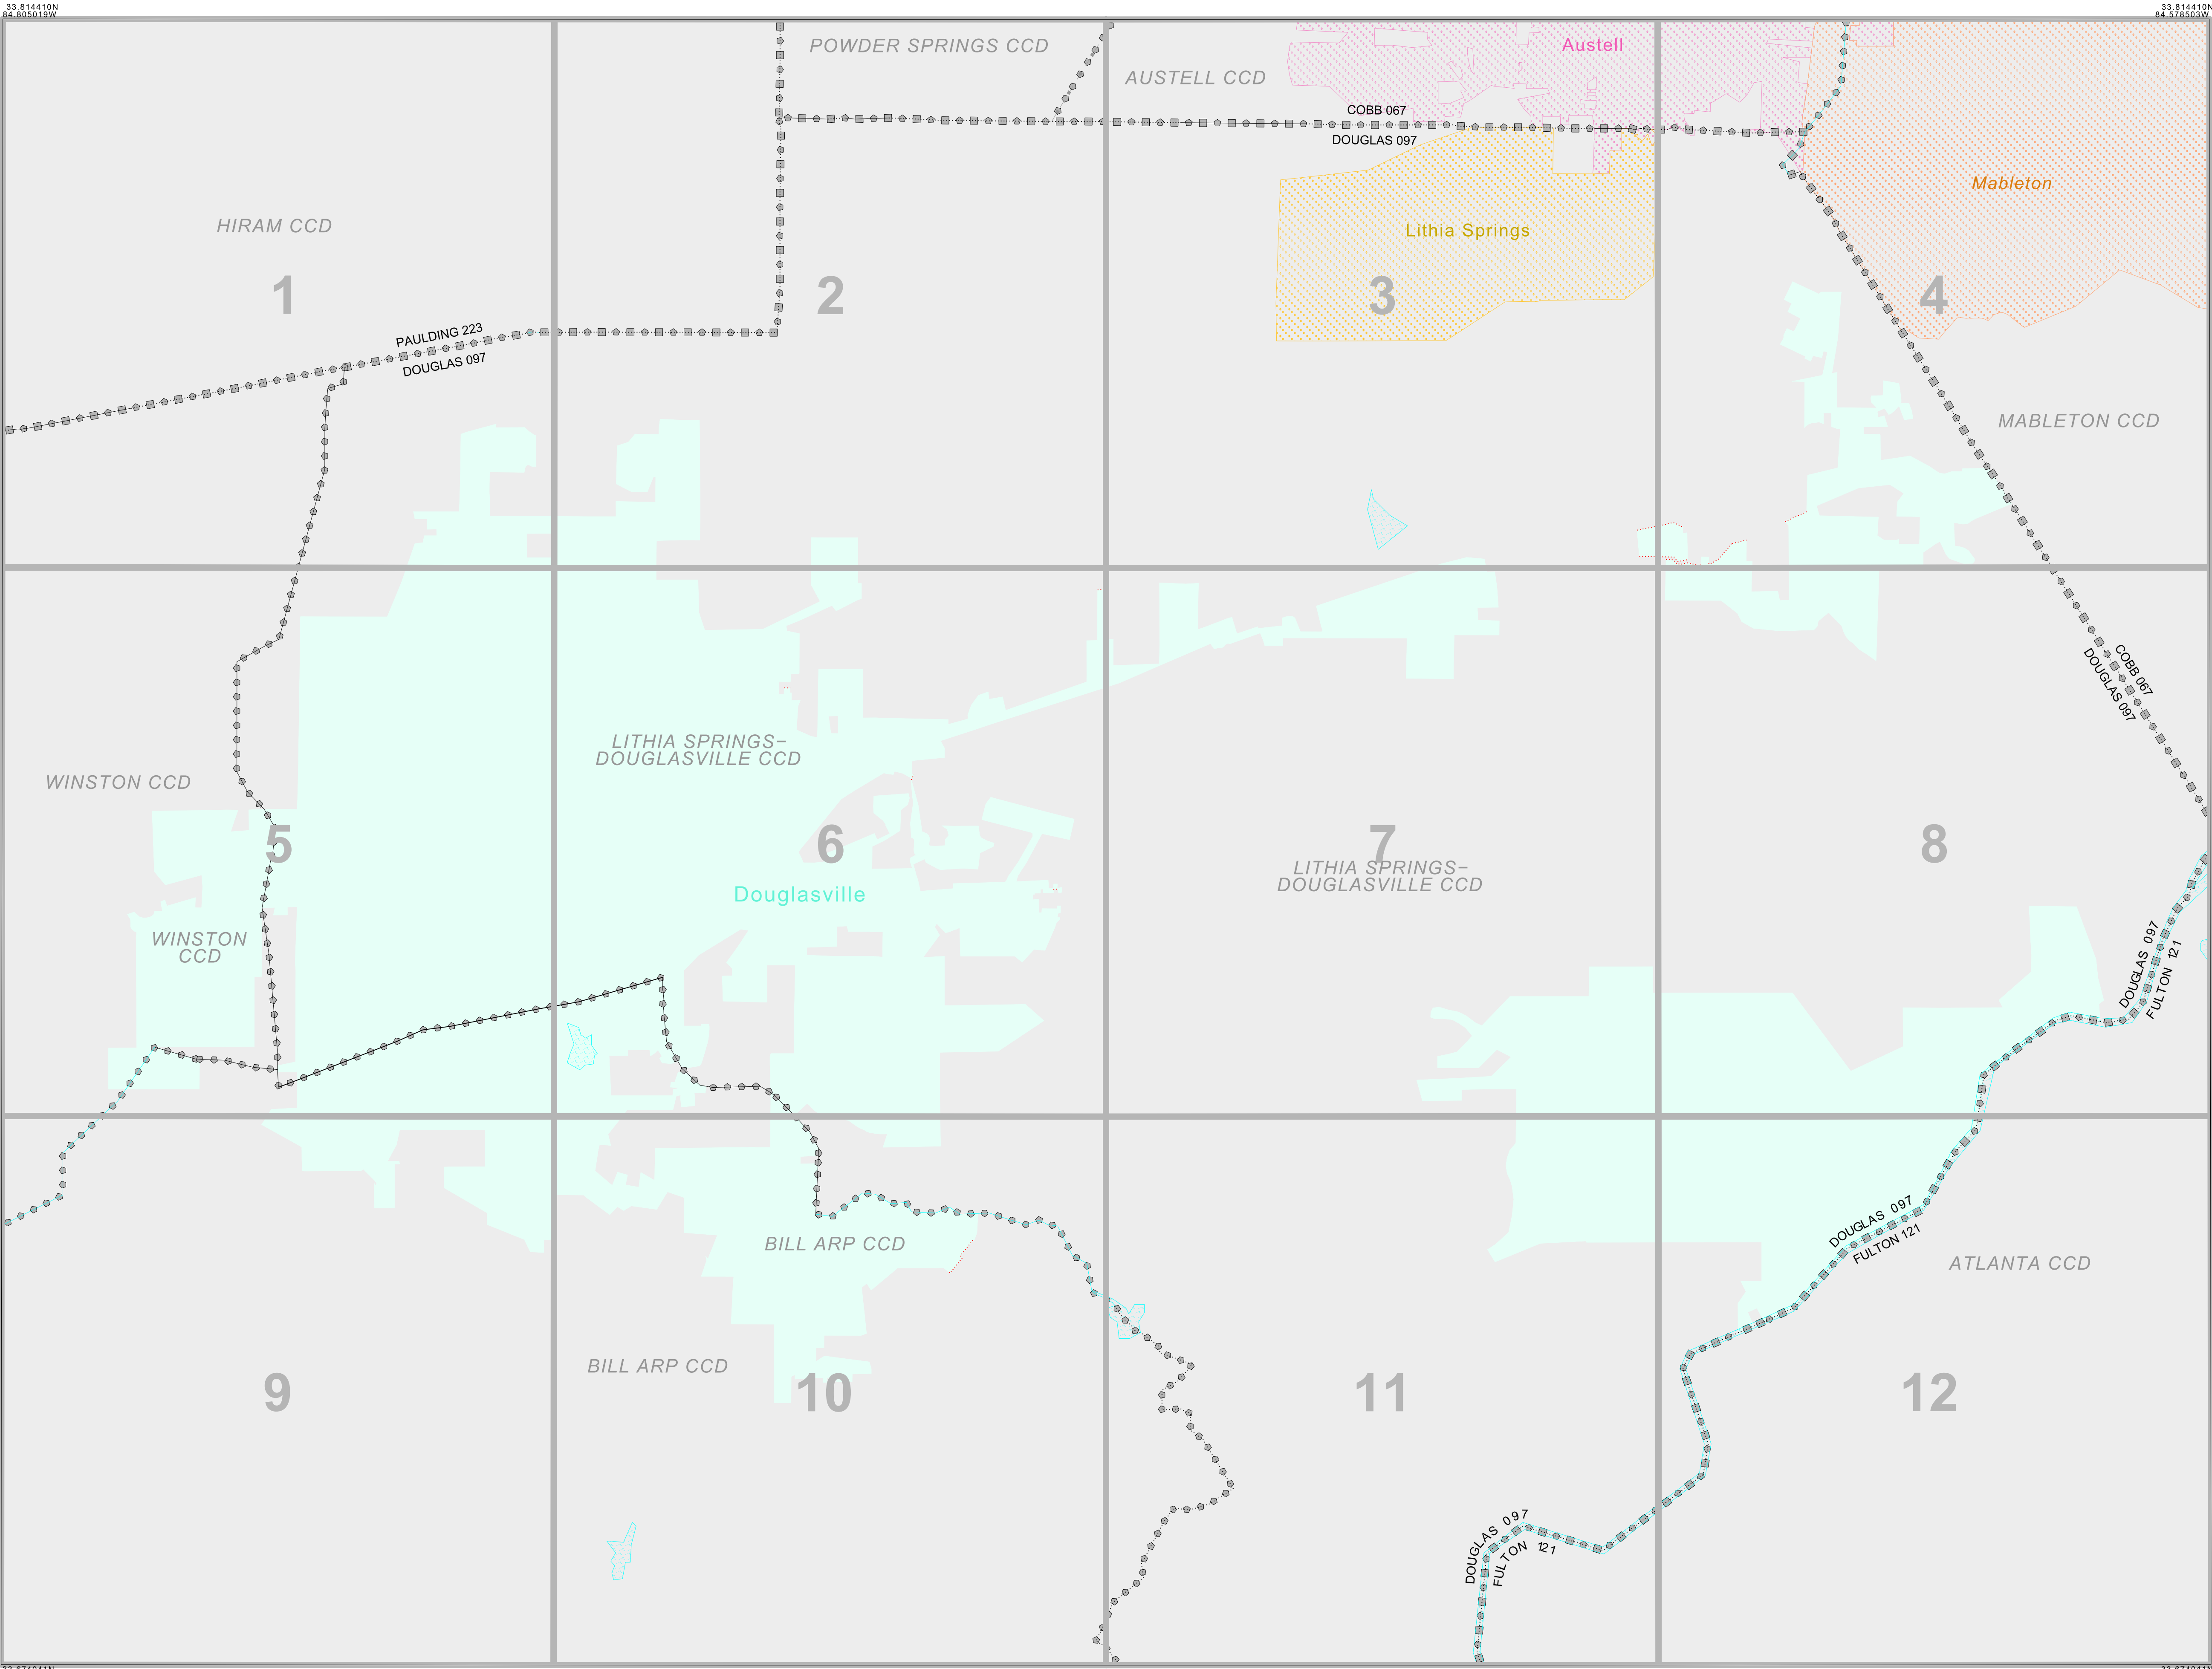 33.814410N
84.805019W
33.814410N
84.578503W
POWDER SPRINGS CCD
Austell
AUSTELL CCD
COBB 067
DOUGLAS 097
Mableton
HIRAM CCD
Lithia Springs
1
2
3
4
PAULDING 223
DOUGLAS 097
MABLETON CCD
COBB 067
DOUGLAS 097
LITHIA SPRINGS–
DOUGLASVILLE CCD
WINSTON CCD
5
6
7
8
LITHIA SPRINGS–
DOUGLASVILLE CCD
Douglasville
WINSTON
CCD
DOUGLAS 097
FULTON 121
DOUGLAS 097
FULTON 121
BILL ARP CCD
ATLANTA CCD
BILL ARP CCD
9
10
11
12
DOUGLAS 097
FULTON 121